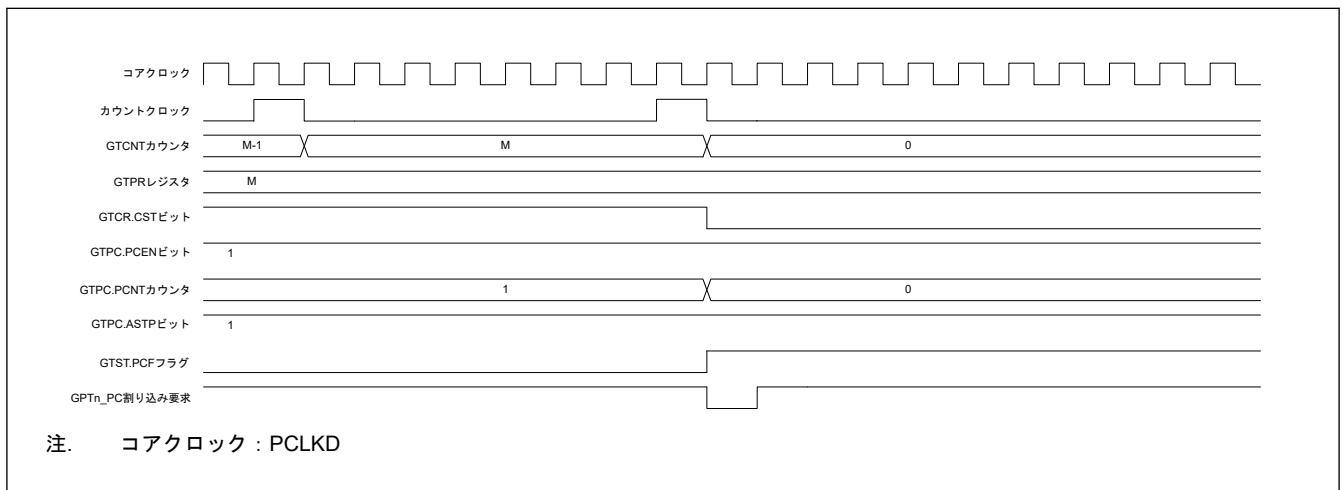 コアクロック
カウントクロック
GTCNTカウンタ M-1 M 0
GTPRレジスタ M
GTCR.CSTビット
GTPC.PCENビット 1
GTPC.PCNTカウンタ 1 0
GTPC.ASTPビット 1
GTST.PCFフラグ
GPTn_PC割り込み要求
注. コアクロック：PCLKD